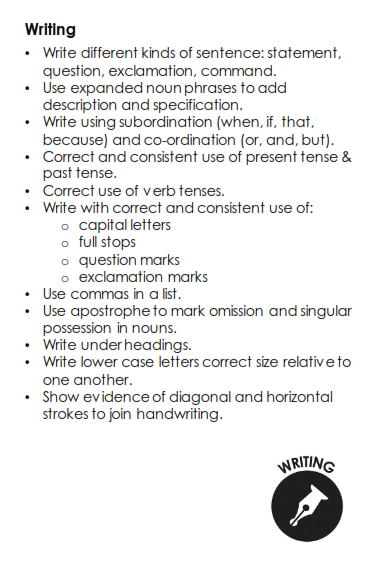 Writing
• Write different kinds of sentence: statement,
question, exclamation, command.
• Use expanded noun phrases to add
description and specification.
• Write using subordination (when, if, that,
because) and co-ordination (or, and, but).
• Correct and consistent use of present tense &
past tense.
• Correct use of verb tenses.
• Write with correct and consistent use of:
o capital letters
o full stops
o question marks
o exclamation marks
• Use commas in a list.
• Use apostrophe to mark omission and singular
possession in nouns.
• Write under headings.
• Write lower case letters correct size relative to
one another.
• Show evidence of diagonal and horizontal
strokes to join handwriting.
WRITING